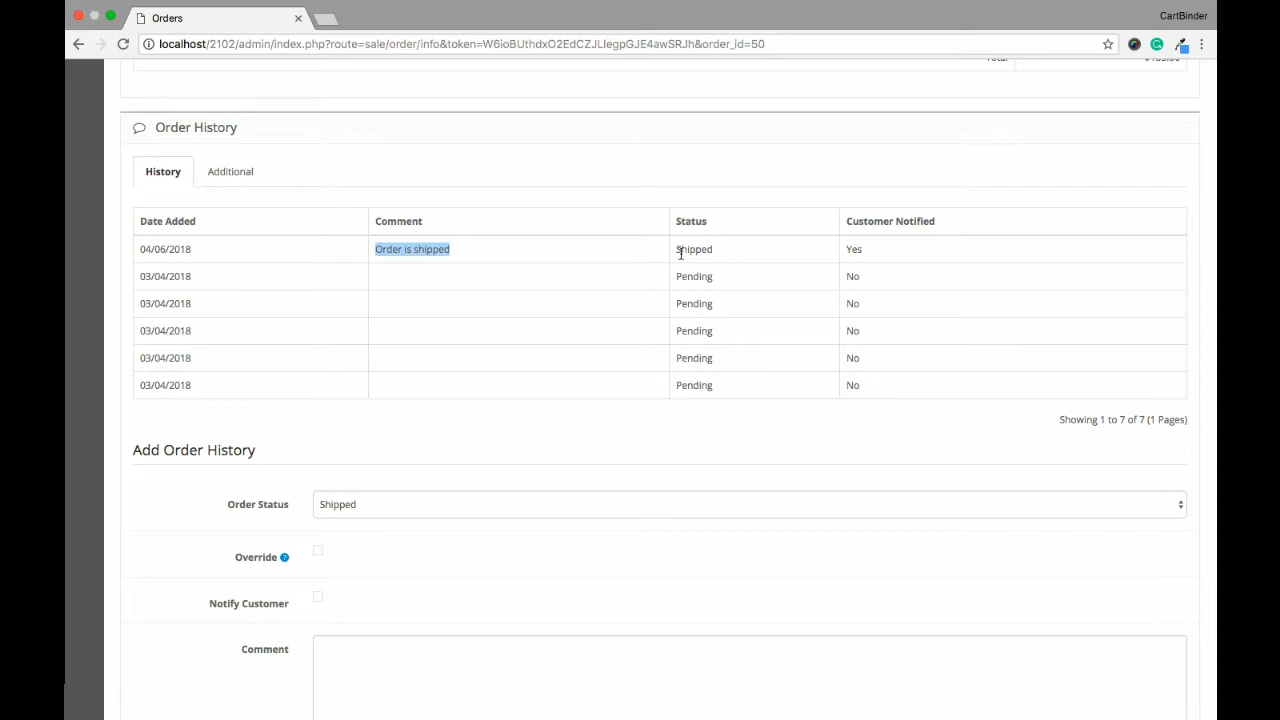 Orders
CartBinder
localhost/2102/admin/index.php?route=sale/order/info&token=W6ioBUthdxO2EdCZJLIegpGJE4awSRJh&order_id=50
Order History
History Additional
Date Added Comment Status Customer Notified
04/06/2018 Order is shipped Shipped Yes
03/04/2018 Pending No
03/04/2018 Pending No
03/04/2018 Pending No
03/04/2018 Pending No
03/04/2018 Pending No
Showing 1 to 7 of 7 (1 Pages)
Add Order History
Order Status Shipped
Override ?
Notify Customer
Comment